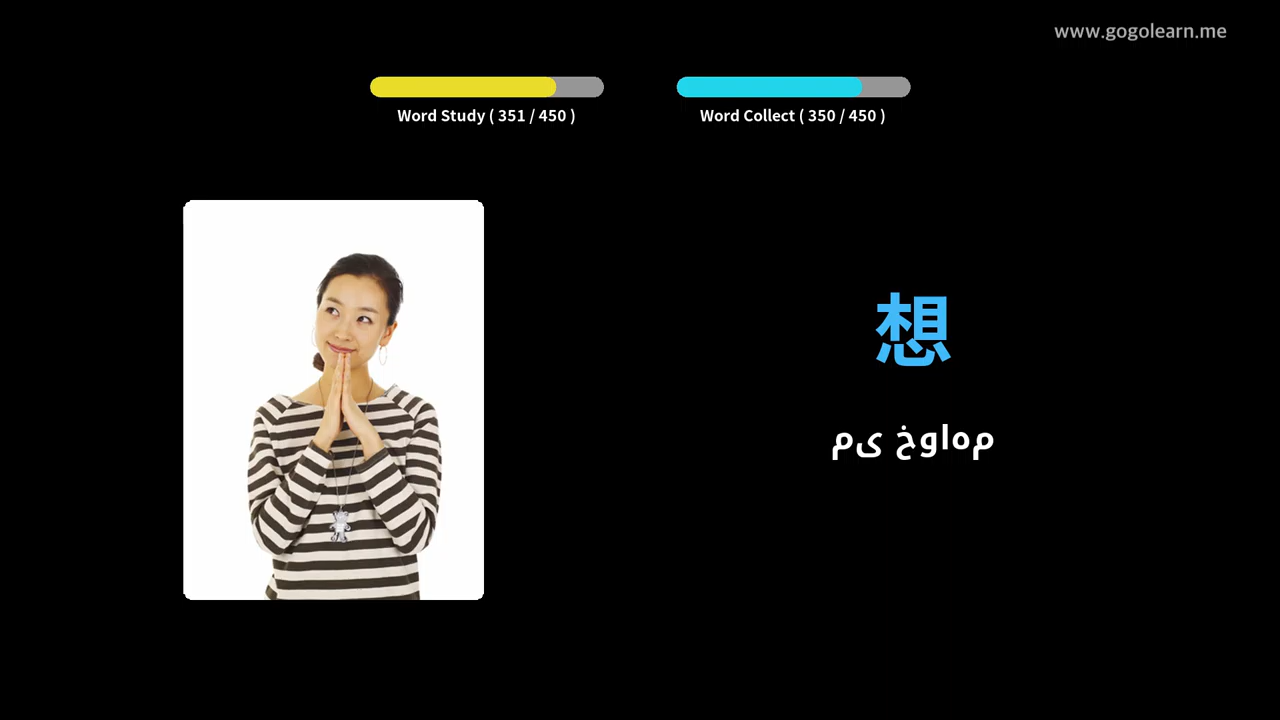 www.gogolearn.me
Word Study ( 351 / 450 )
Word Collect ( 350 / 450 )
想
می خواهم